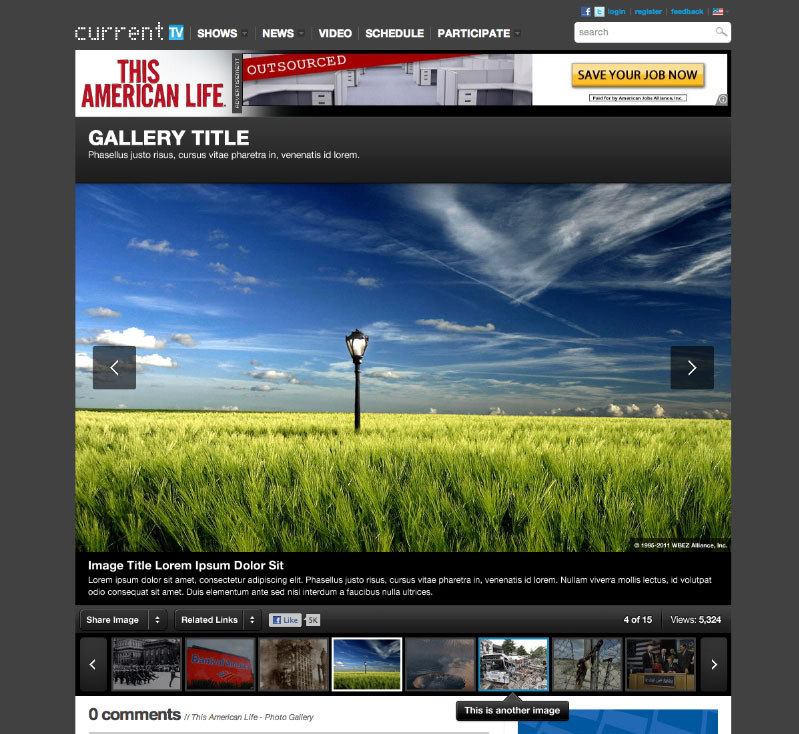 login | register | feedback
current TV
SHOWS
NEWS
VIDEO
SCHEDULE
PARTICIPATE
search
THIS
AMERICAN LIFE.
ADVERTISEMENT
OUTSOURCED
SAVE YOUR JOB NOW
Paid for by American Jobs Alliance, Inc.
GALLERY TITLE
Phasellus justo risus, cursus vitae pharetra in, venenatis id lorem.
© 1995-2011 WBEZ Alliance, Inc.
Image Title Lorem Ipsum Dolor Sit
Lorem ipsum dolor sit amet, consectetur adipiscing elit. Phasellus justo risus, cursus vitae pharetra in, venenatis id lorem. Nullam viverra mollis lectus, id volutpat
odio consequat sit amet. Duis elementum ante sed nisi interdum a faucibus nulla ultrices.
Share Image
Related Links
Like
5K
4 of 15
Views: 5,324
This is another image
0 comments // This American Life - Photo Gallery